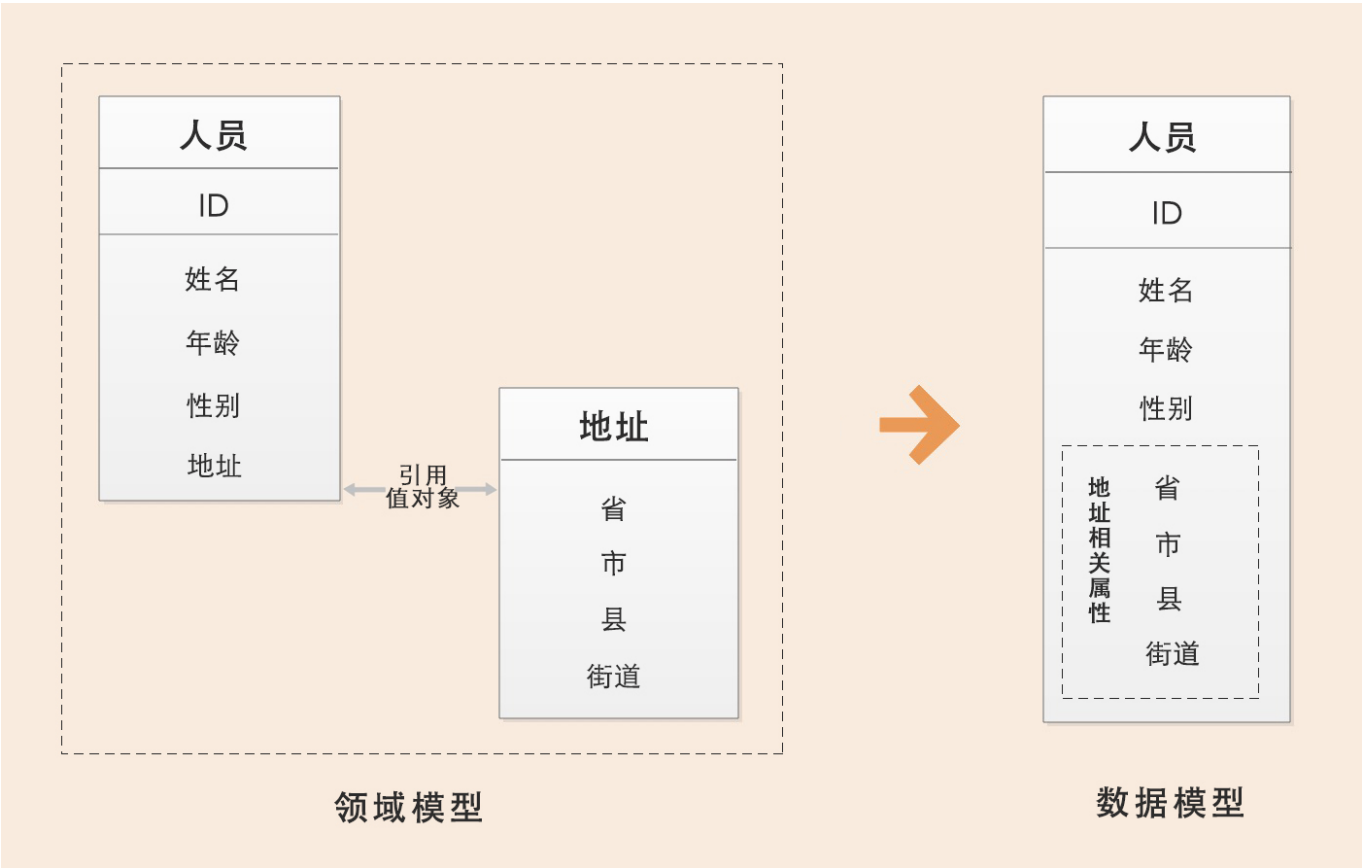 人员
ID
姓名
年龄
性别
地址
引用
值对象
地址
省
市
县
街道
领域模型
人员
ID
姓名
年龄
性别
地址相关属性
省
市
县
街道
数据模型